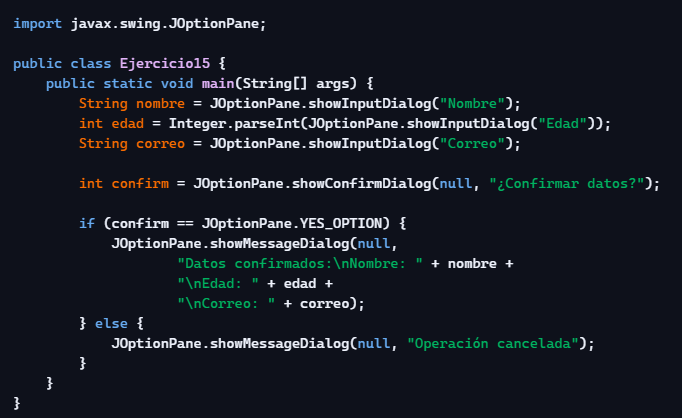 import javax.swing.JOptionPane;

public class Ejercicio15 {
    public static void main(String[] args) {
        String nombre = JOptionPane.showInputDialog("Nombre");
        int edad = Integer.parseInt(JOptionPane.showInputDialog("Edad"));
        String correo = JOptionPane.showInputDialog("Correo");

        int confirm = JOptionPane.showConfirmDialog(null, "¿Confirmar datos?");

        if (confirm == JOptionPane.YES_OPTION) {
            JOptionPane.showMessageDialog(null,
                    "Datos confirmados:\nNombre: " + nombre +
                    "\nEdad: " + edad +
                    "\nCorreo: " + correo);
        } else {
            JOptionPane.showMessageDialog(null, "Operación cancelada");
        }
    }
}